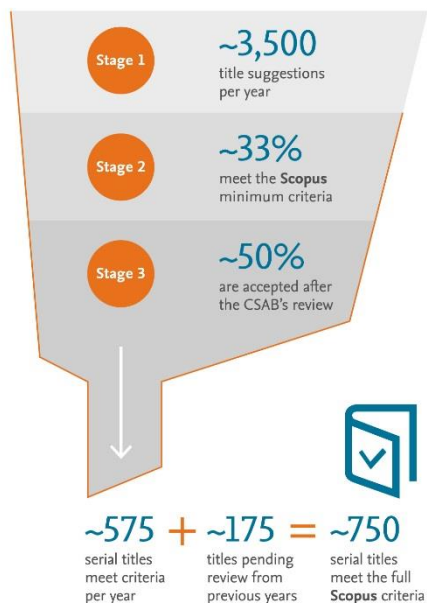 Stage 1
~3,500
title suggestions
per year
Stage 2
~33%
meet the Scopus
minimum criteria
Stage 3
~50%
are accepted after
the CSAB's review
~575 + ~175 = ~750
serial titles
meet criteria
per year
titles pending
review from
previous years
serial titles
meet the full
Scopus criteria